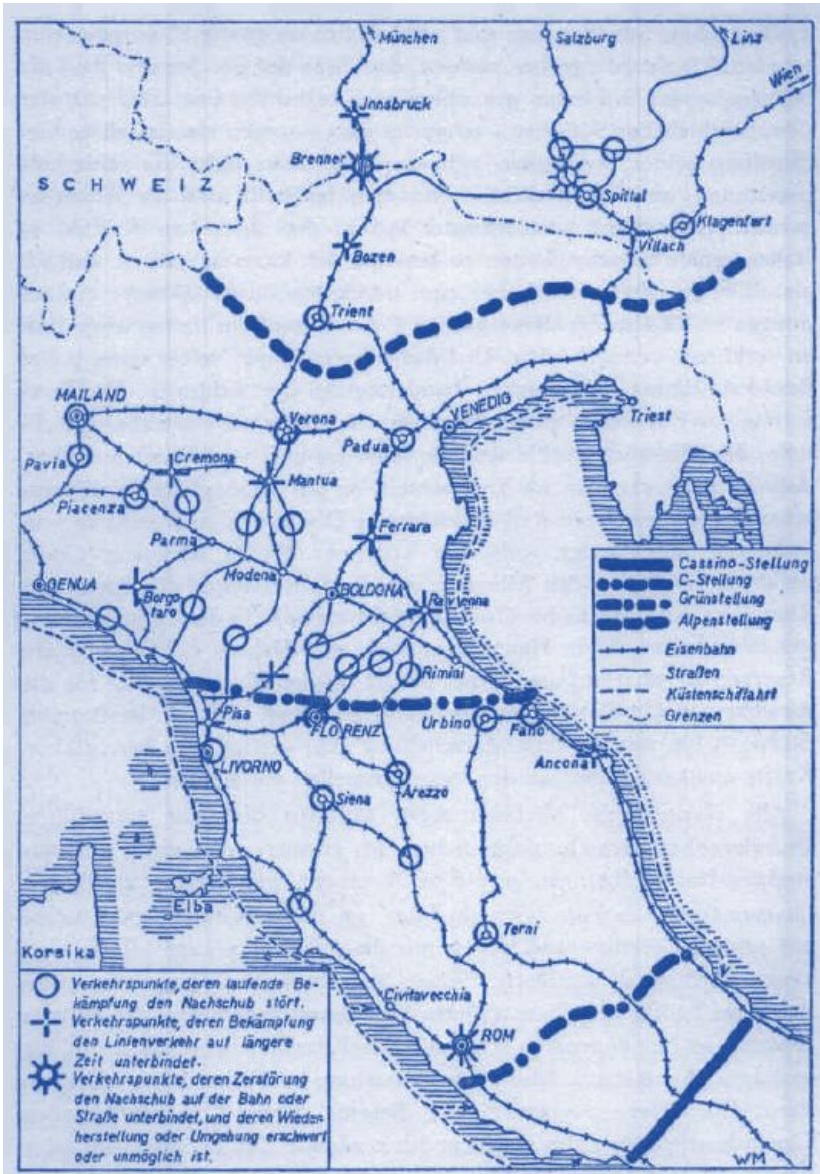 München
Salzburg
Linz
Wien
Innsbruck
Brenner
SCHWEIZ
Spittal
Klagenfurt
Villach
Bozen
Trient
MAILAND
Verona
VENEDIG
Triest
Padua
Pavia
Cremona
Mantua
Piacenza
Ferrara
Parma
Modena
GENUA
Borgo-
taro
BOLOGNA
Ravenna
Rimini
Cassino-Stellung
C-Stellung
Grünstellung
Alpenstellung
Eisenbahn
Straßen
Küstenschiffahrt
Grenzen
Pisa
FLORENZ
Urbino
Fano
LIVORNO
Ancona
Arezzo
Siena
Elba
Korsika
Terni
Civitavecchia
ROM
Verkehrspunkte, deren laufende Be-
kämpfung den Nachschub stört.
Verkehrspunkte, deren Bekämpfung
den Linienverkehr auf längere
Zeit unterbindet.
Verkehrspunkte, deren Zerstörung
den Nachschub auf der Bahn oder
Straße unterbindet, und deren Wieder-
herstellung oder Umgehung erschwert
oder unmöglich ist.
WM